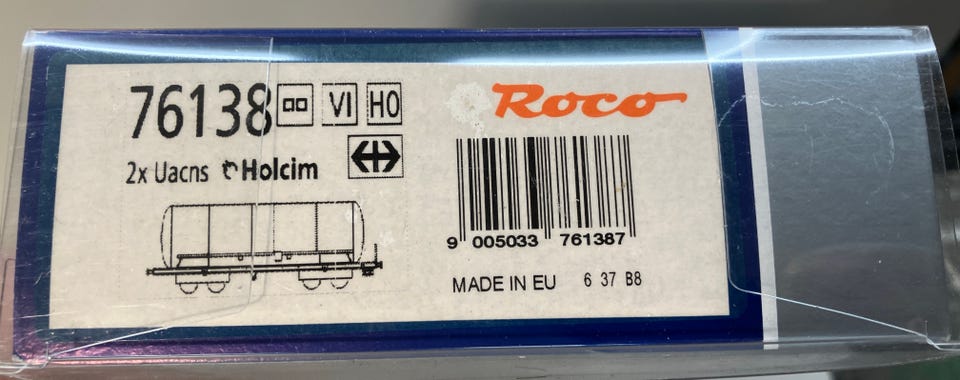 76138 VI H0
2x Uacns Holcim
Roco
9 005033 761387
MADE IN EU 6 37 B8